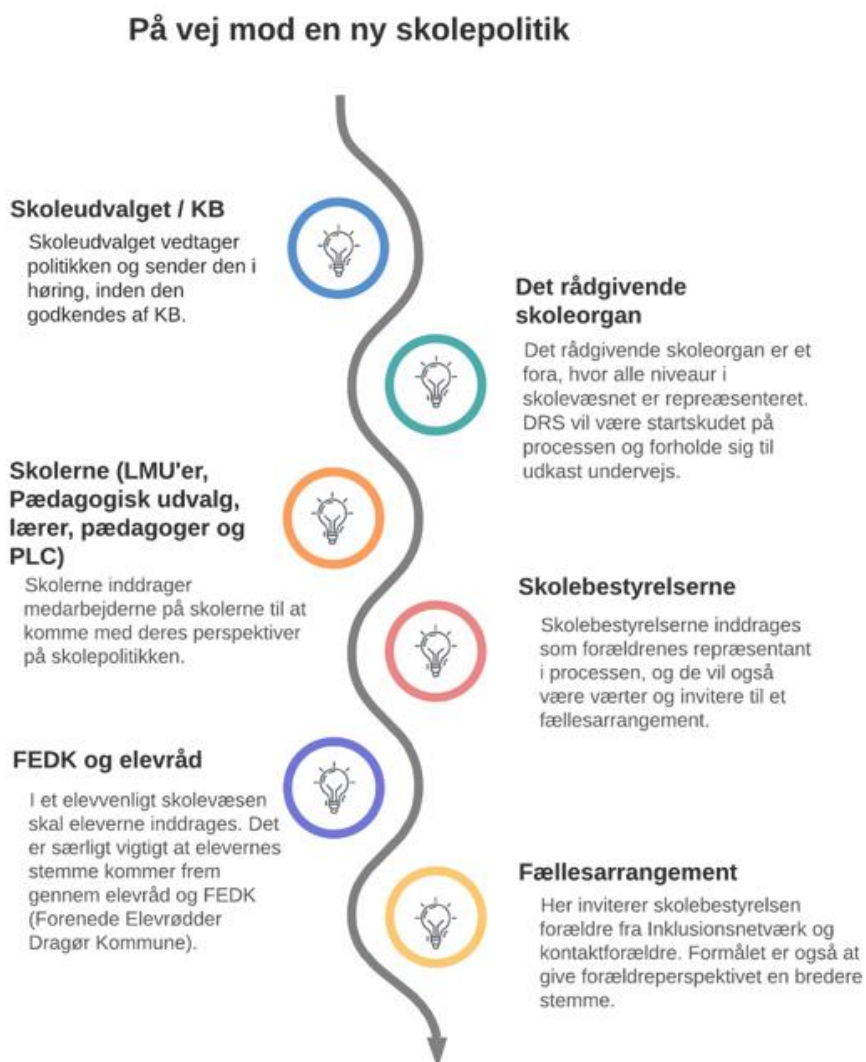 På vej mod en ny skolepolitik
Skoleudvalget / KB
Skoleudvalget vedtager
politikken og sender den i
høring, inden den
godkendes af KB.
Det rådgivende
skoleorgan
Det rådgivende skoleorgan er et
fora, hvor alle niveaur i
skolevæsnet er repreæsenteret.
DRS vil være startskudet på
processen og forholde sig til
udkast undervejs.
Skolerne (LMU'er,
Pædagogisk udvalg,
lærer, pædagoger og
PLC)
Skolerne inddrager
medarbejderne på skolerne til at
komme med deres perspektiver
på skolepolitikken.
Skolebestyrelserne
Skolebestyrelserne inddrages
som forældrenes repræsentant
i processen, og de vil også
være værter og invitere til et
fællesarrangement.
FEDK og elevråd
I et elevvenligt skolevæsen
skal eleverne inddrages. Det
er særligt vigtigt at elevernes
stemme kommer frem
gennem elevråd og FEDK
(Forenede Elevrødder
Dragør Kommune).
Fællesarrangement
Her inviterer skolebestyrelsen
forældre fra Inklusionsnetværk og
kontaktforældre. Formålet er også at
give forældreperspektivet en bredere
stemme.